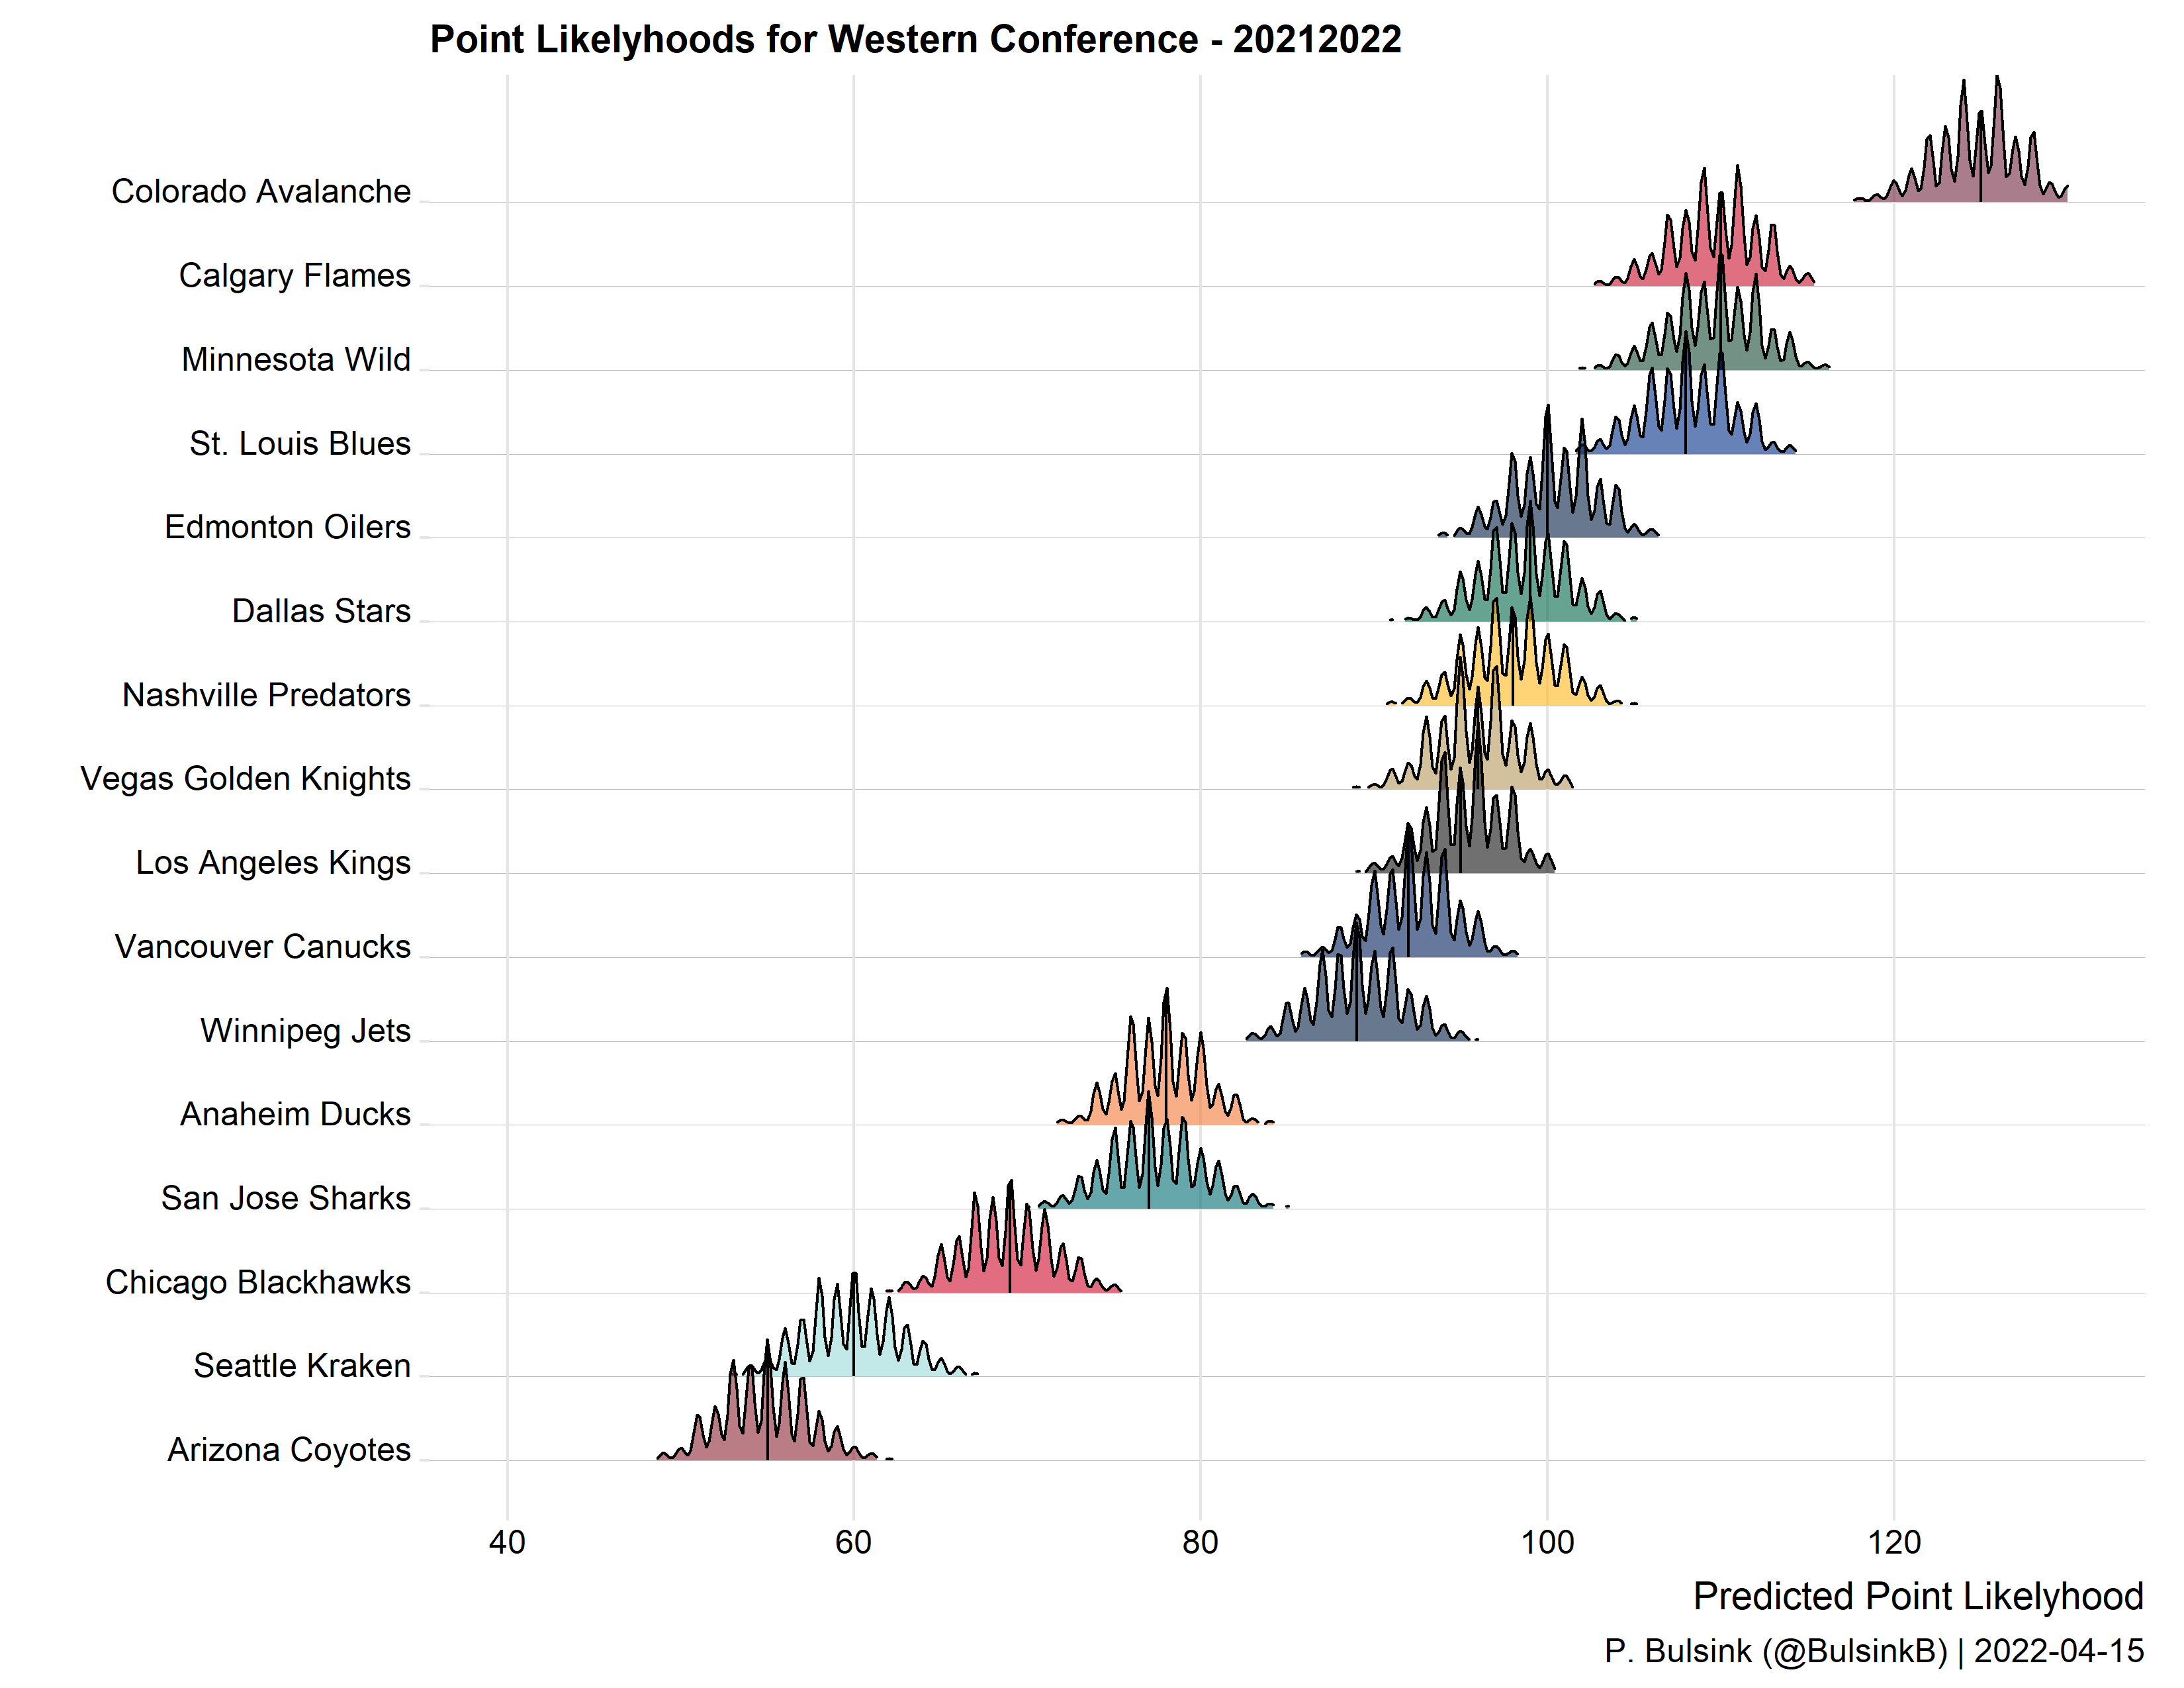 Point Likelyhoods for Western Conference - 20212022
Colorado Avalanche
Calgary Flames
Minnesota Wild
St. Louis Blues
Edmonton Oilers
Dallas Stars
Nashville Predators
Vegas Golden Knights
Los Angeles Kings
Vancouver Canucks
Winnipeg Jets
Anaheim Ducks
San Jose Sharks
Chicago Blackhawks
Seattle Kraken
Arizona Coyotes
40 60 80 100 120
Predicted Point Likelyhood
P. Bulsink (@BulsinkB) | 2022-04-15